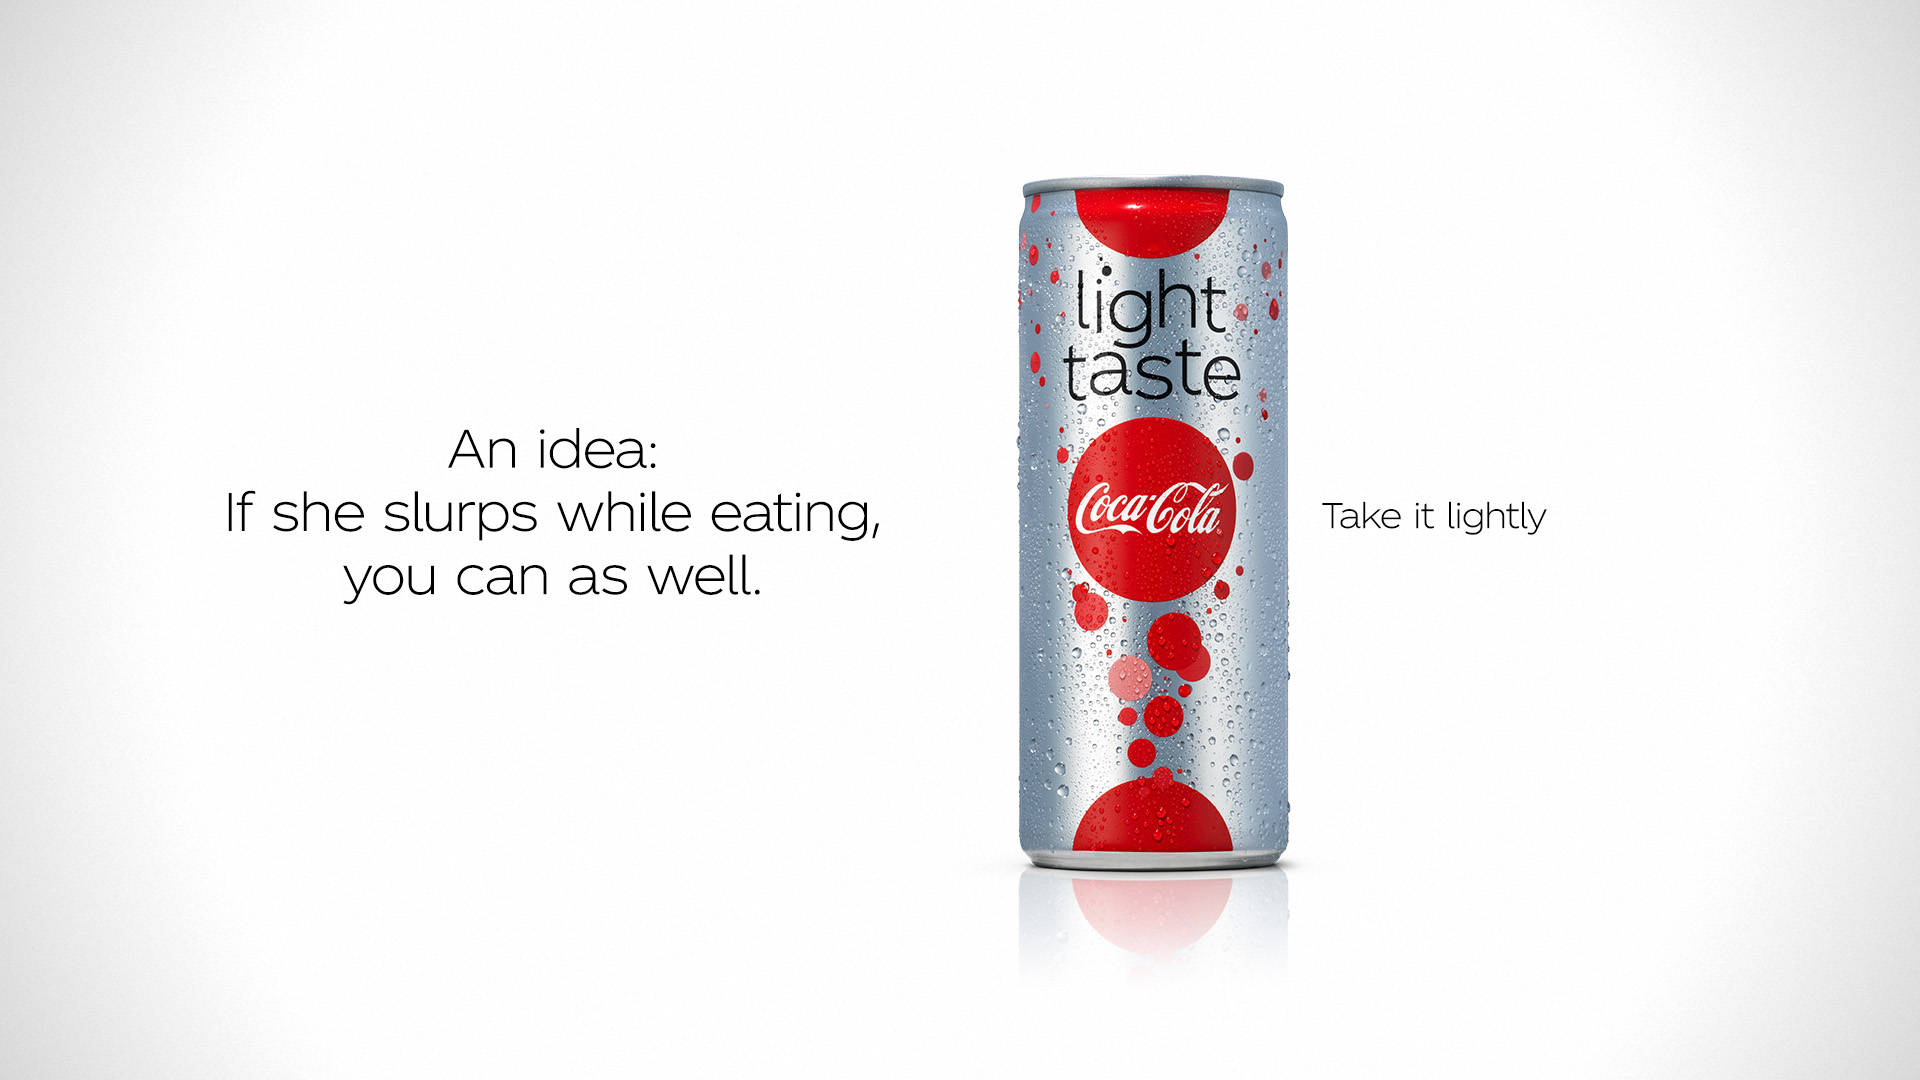 An idea:
If she slurps while eating,
you can as well.
light
taste
Coca-Cola
Take it lightly